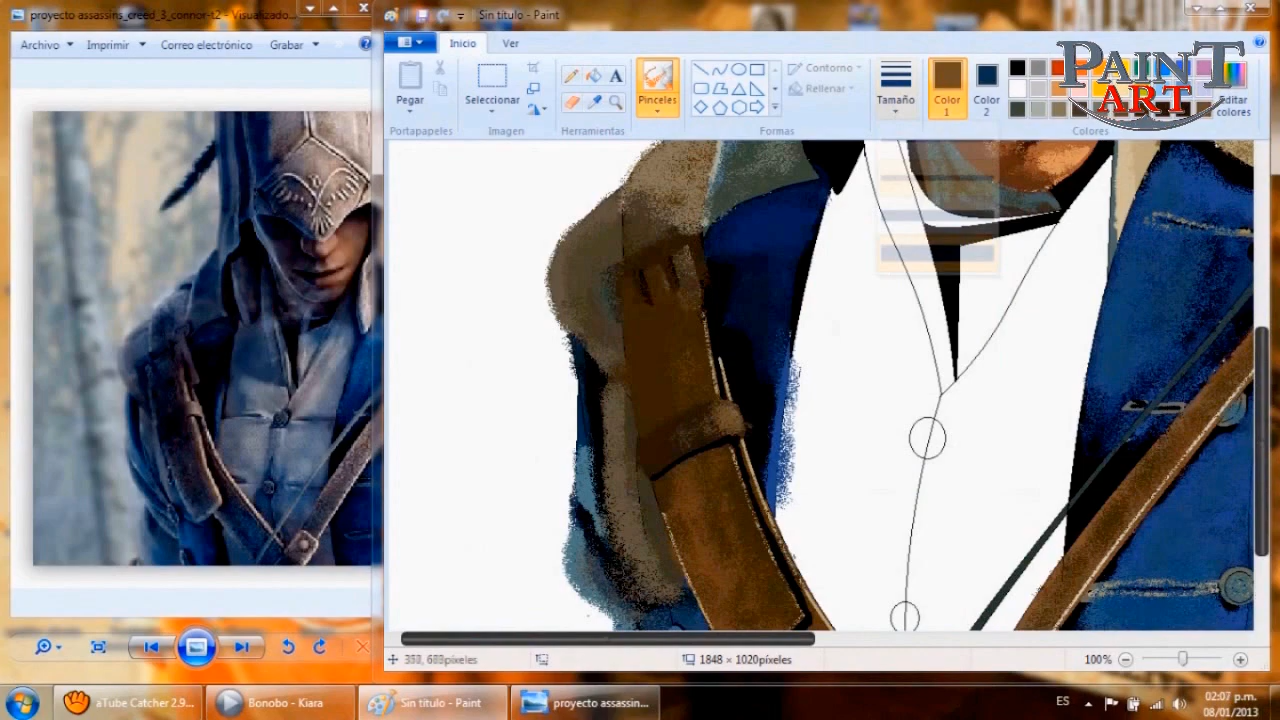 proyecto assassins_creed_3_connor-t2 - Visualizado...
Archivo Imprimir Correo electrónico Grabar
Sin título - Paint
Inicio Ver
Pegar
Portapapeles
Seleccionar
Imagen
A
Herramientas
Pinceles
Contorno
Rellenar
Formas
Tamaño
Color 1
Color 2
Editar colores
Colores
PAINT
ART
1848 × 1020píxeles
100%
aTube Catcher 2.9...
Bonobo - Kiara
Sin título - Paint
proyecto assassin...
ES
02:07 p.m.
08/01/2013